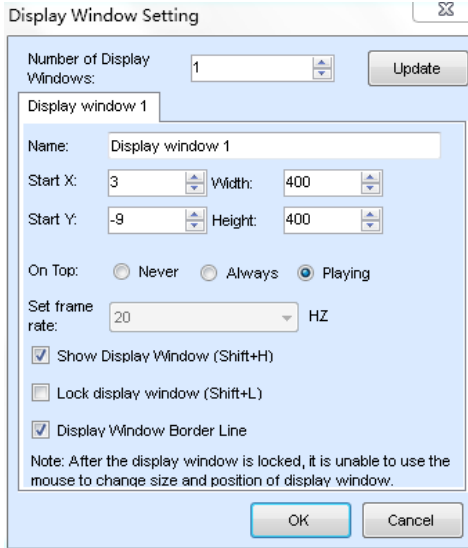 Display Window Setting
Number of Display Windows: 1 Update
Display window 1
Name: Display window 1
Start X: 3 Width: 400
Start Y: -9 Height: 400
On Top: Never Always Playing
Set frame rate: 20 HZ
Show Display Window (Shift+H)
Lock display window (Shift+L)
Display Window Border Line
Note: After the display window is locked, it is unable to use the
mouse to change size and position of display window.
OK Cancel